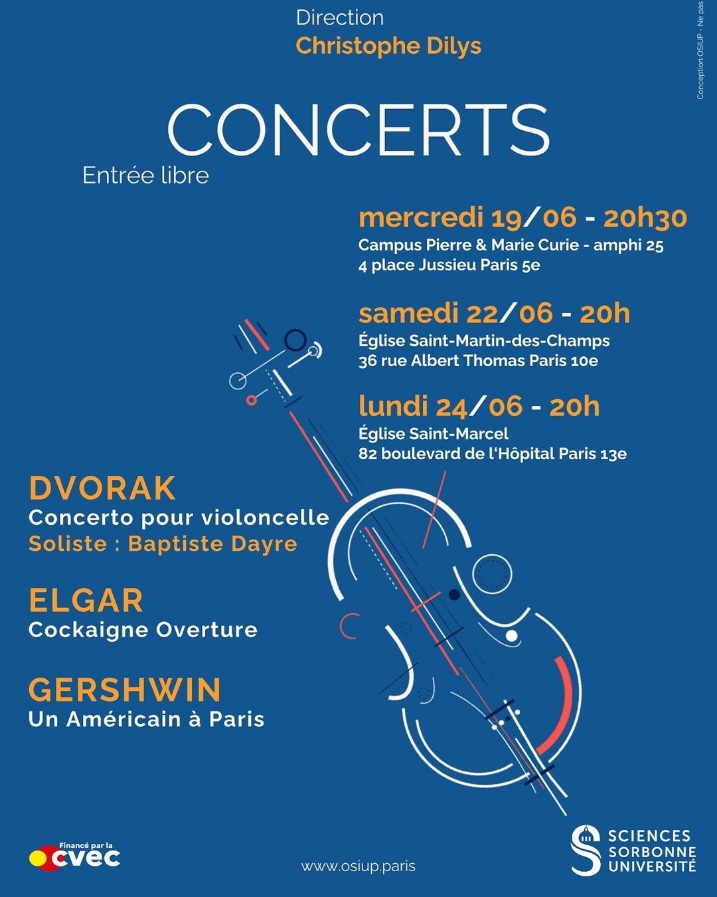 Direction
Christophe Dilys
Conception OSIUP - Ne pas
CONCERTS
Entrée libre
mercredi 19/06 - 20h30
Campus Pierre & Marie Curie - amphi 25
4 place Jussieu Paris 5e
samedi 22/06 - 20h
Église Saint-Martin-des-Champs
36 rue Albert Thomas Paris 10e
lundi 24/06 - 20h
Église Saint-Marcel
82 boulevard de l'Hôpital Paris 13e
DVORAK
Concerto pour violoncelle
Soliste : Baptiste Dayre
ELGAR
Cockaigne Overture
GERSHWIN
Un Américain à Paris
Financé par la
cvec
www.osiup.paris
SCIENCES
SORBONNE
UNIVERSITÉ